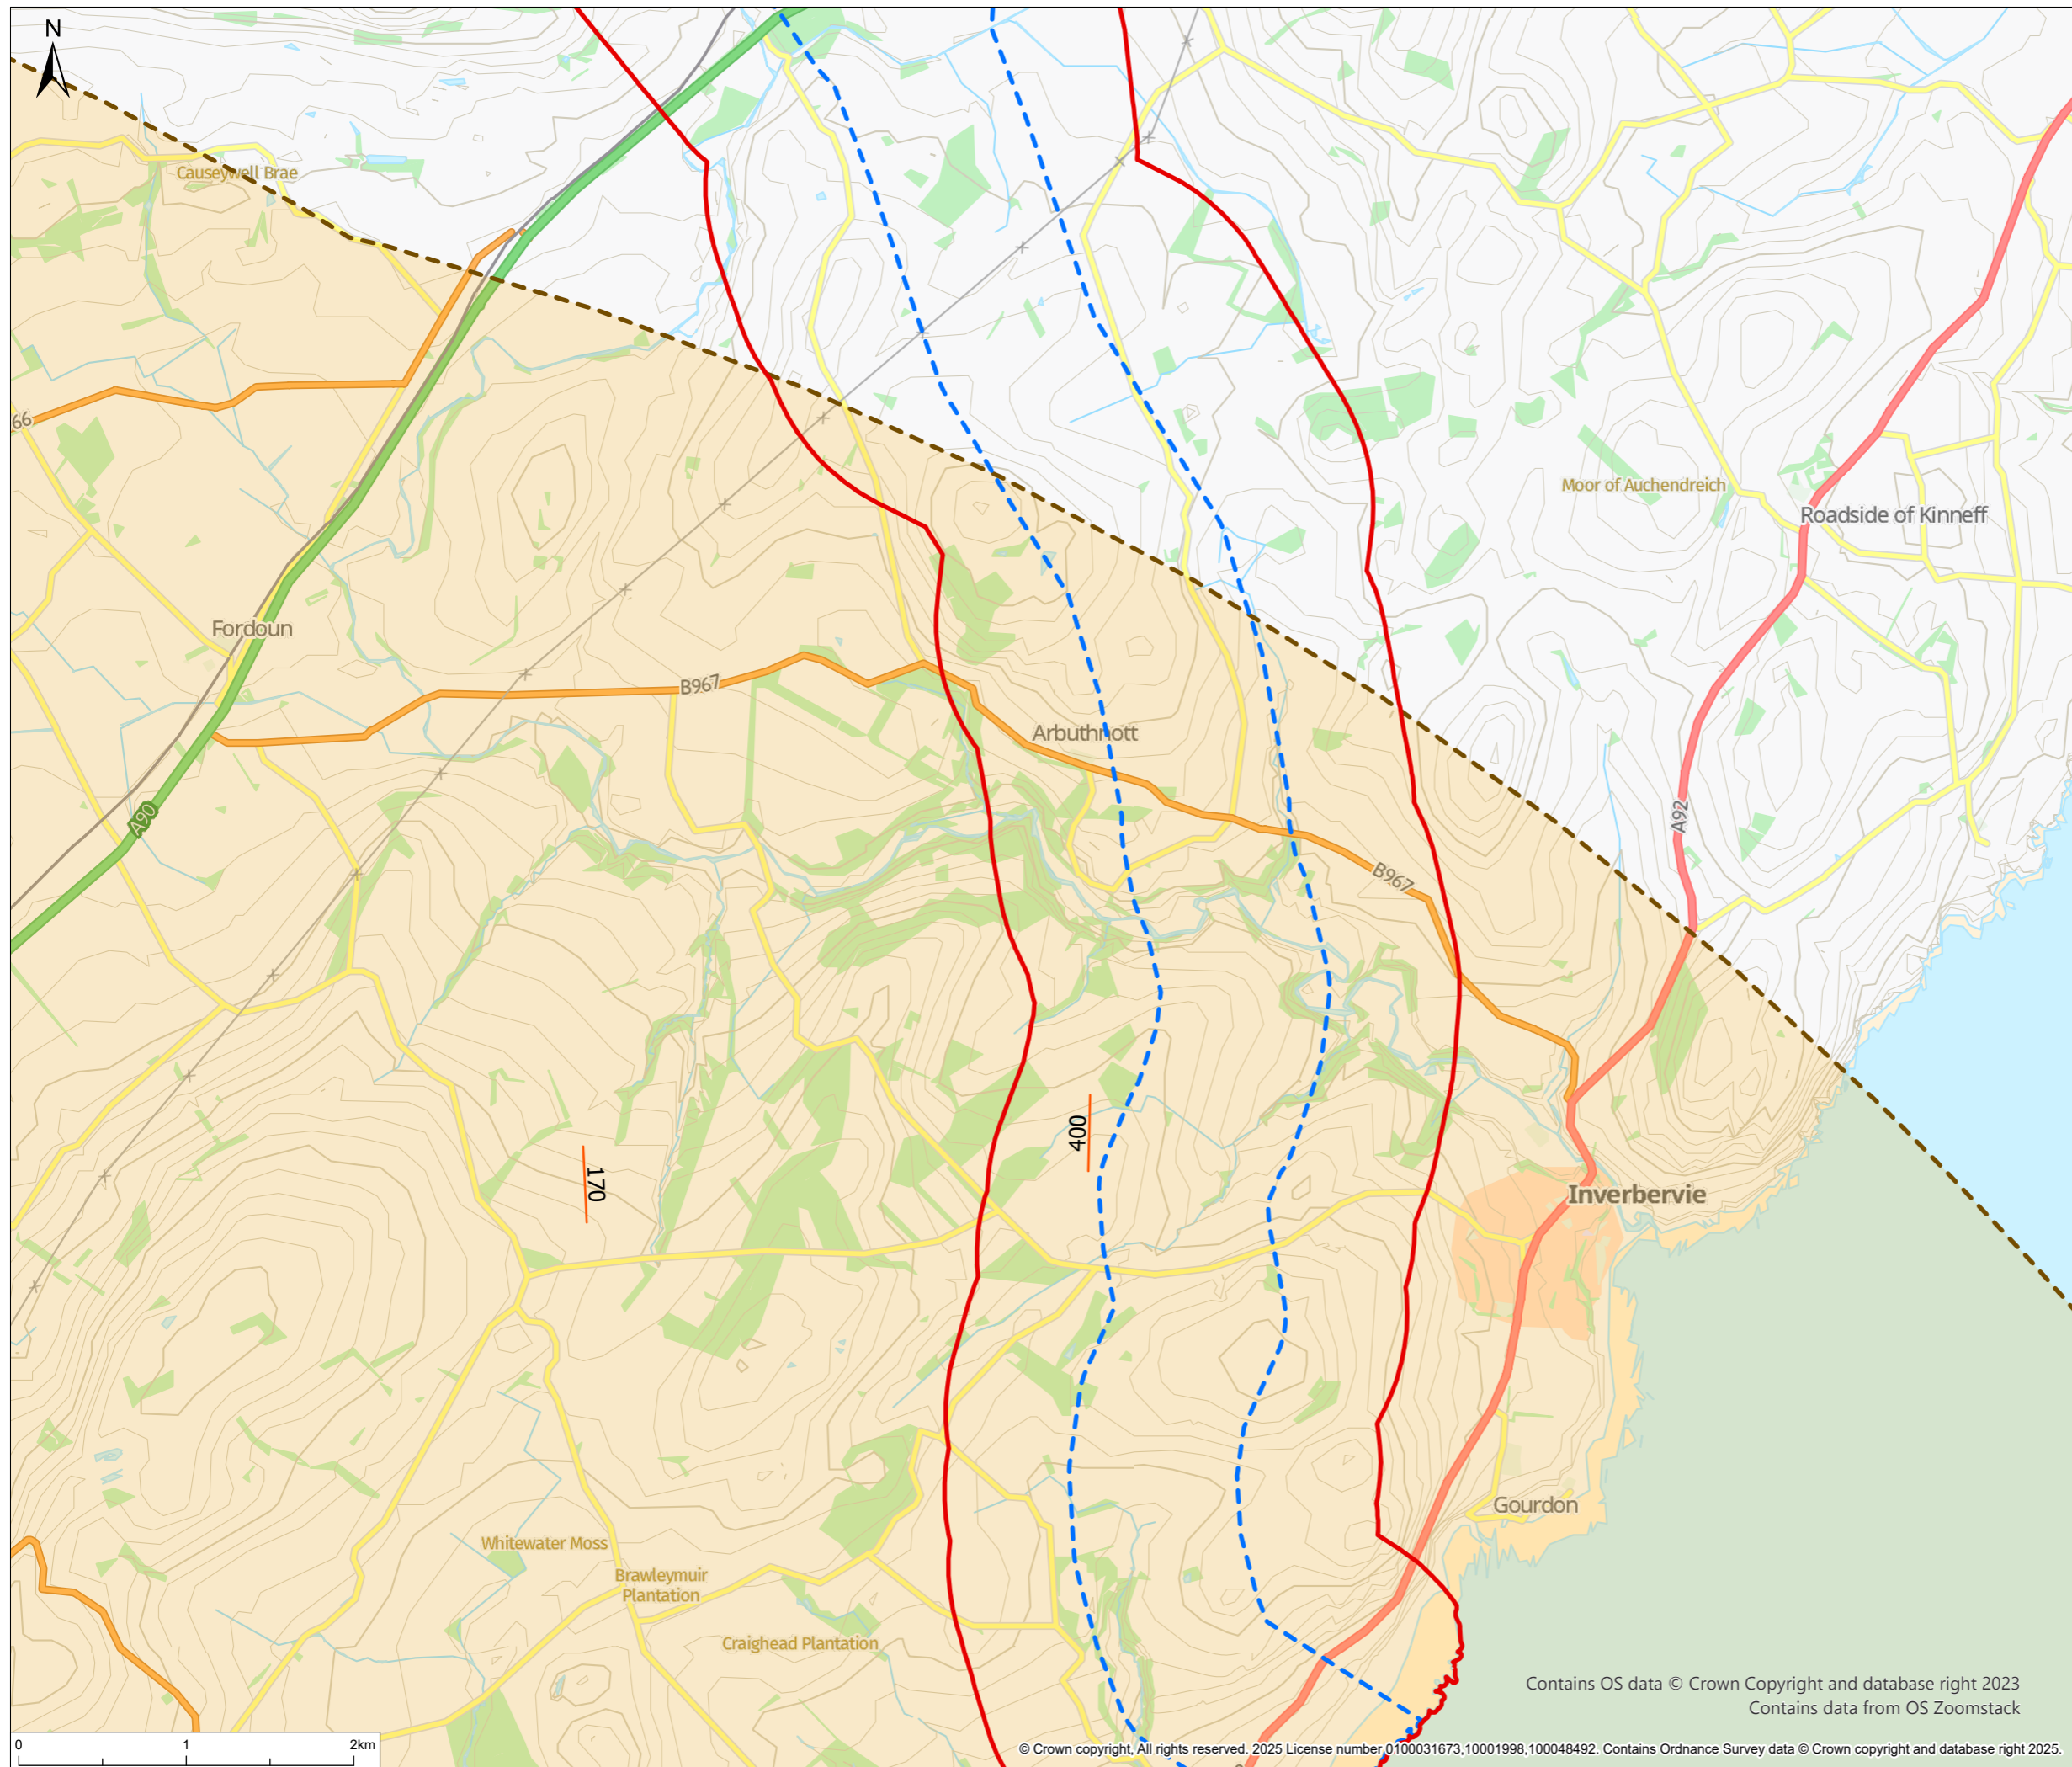 N
Causeywell Brae
66
Moor of Auchendreich
Roadside of Kinneff
Fordoun
B967
Arbuthnott
A90
A92
B967
400
170
Inverbervie
Gourdon
Whitewater Moss
Brawleymuir
Plantation
Craighead Plantation
Contains OS data © Crown Copyright and database right 2023
Contains data from OS Zoomstack
0 1 2km
© Crown copyright, All rights reserved. 2025 License number 0100031673,10001998,100048492. Contains Ordnance Survey data © Crown copyright and database right 2025.